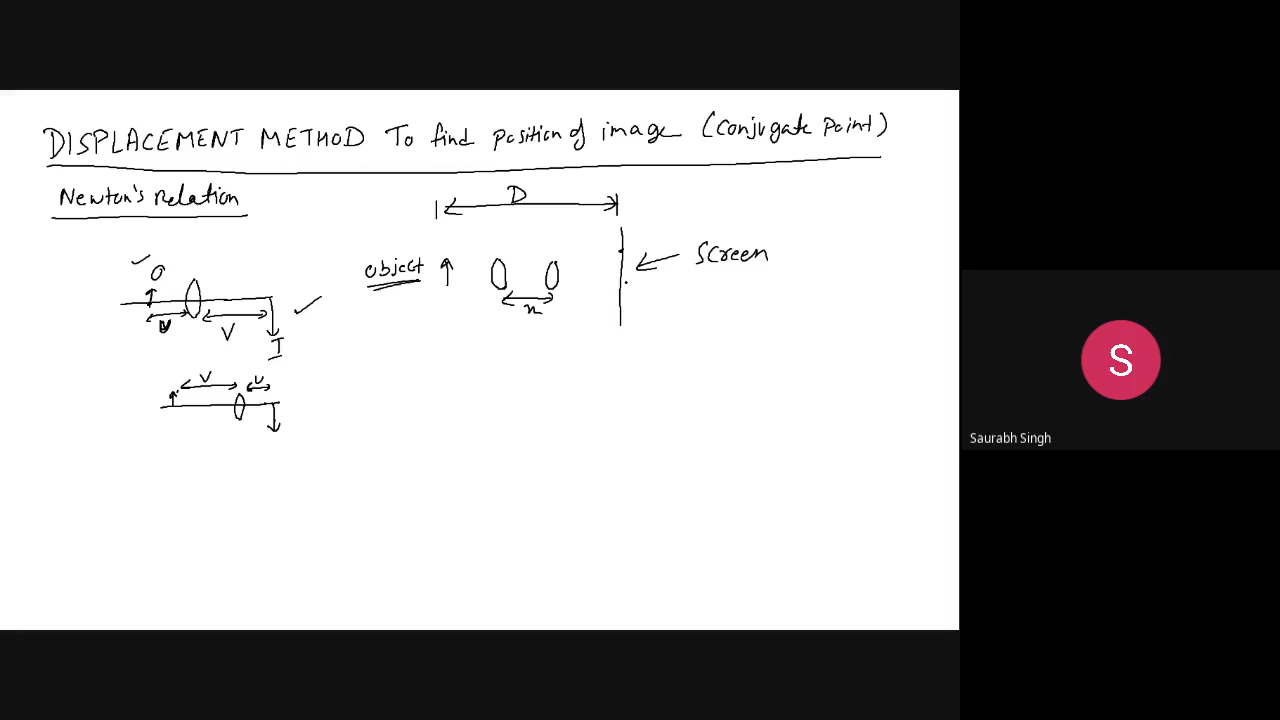 DISPLACEMENT METHOD To find position of image (conjugate point)
Newton's relation
D
object
screen
x
O
u
V
I
V
u
S
Saurabh Singh